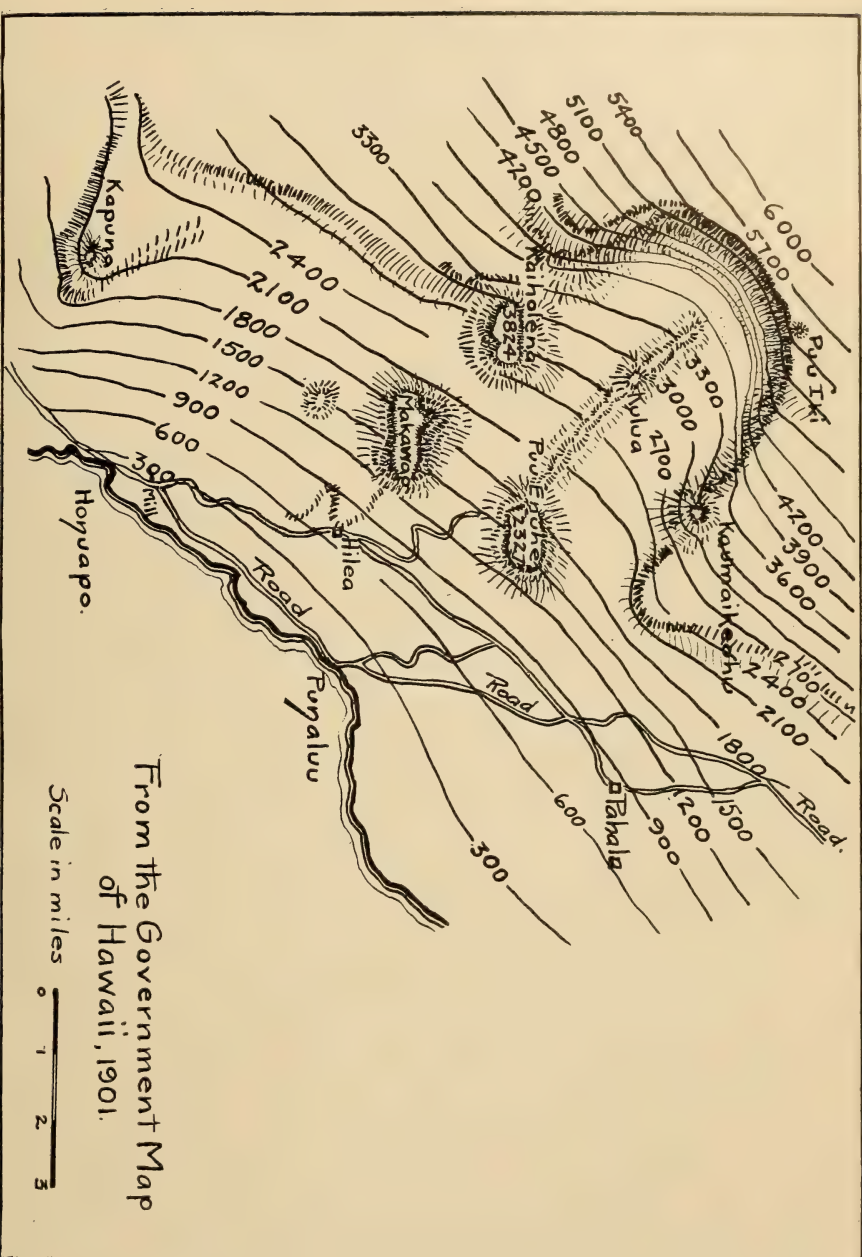 6000
5700
5400
5100
4800
4500
4200
3300
Puu Iki
Kaiholena
3824
Kulua
3300
3000
2700
Kaumaikeohu
4200
3900
3600
2700
2400
2100
1800
1500
1200
900
600
300
Puu Enuhe
2327
Kapuna
2400
2100
1800
1500
1200
900
600
300
Mill
Hilea
Road
Road
Road.
Pahala
Honuapo.
Punaluu
From the Government Map
of Hawaii, 1901.
Scale in miles
0 1 2 3